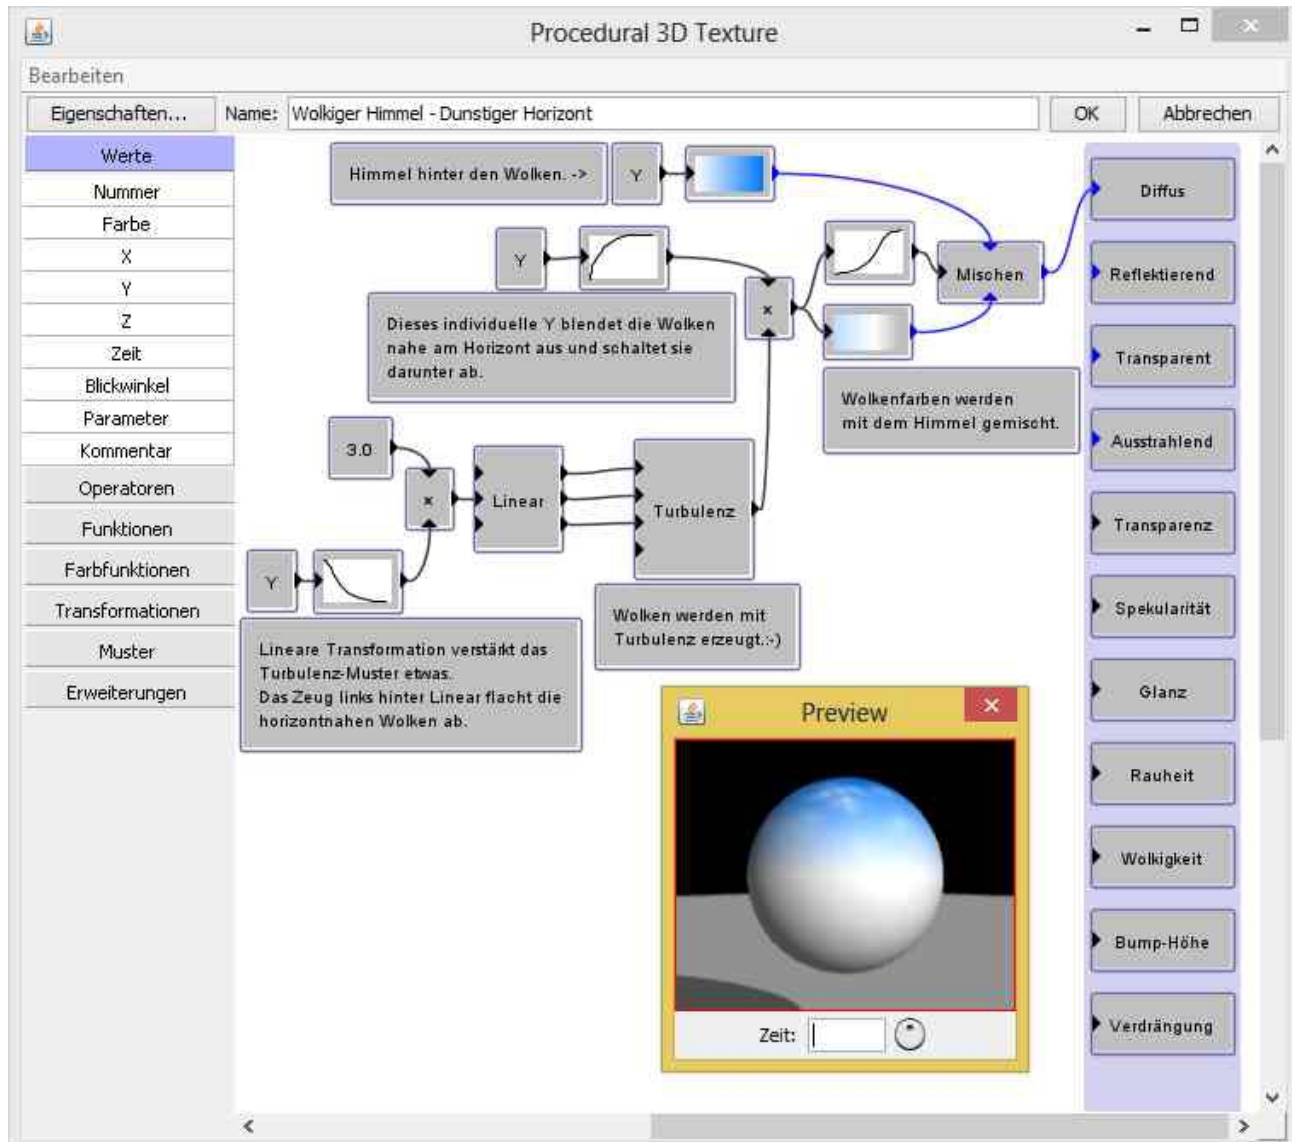 Procedural 3D Texture
Bearbeiten
Eigenschaften...
Name:
Wolkiger Himmel - Dunstiger Horizont
OK
Abbrechen
Werte
Nummer
Farbe
X
Y
Z
Zeit
Blickwinkel
Parameter
Kommentar
Operatoren
Funktionen
Farbfunktionen
Transformationen
Muster
Erweiterungen
Himmel hinter den Wolken. ->
Y
Y
Dieses individuelle Y blendet die Wolken
nahe am Horizont aus und schaltet sie
darunter ab.
×
Mischen
Wolkenfarben werden
mit dem Himmel gemischt.
3.0
×
Linear
Turbulenz
Y
Wolken werden mit
Turbulenz erzeugt.:-)
Lineare Transformation verstärkt das
Turbulenz-Muster etwas.
Das Zeug links hinter Linear flacht die
horizontnahen Wolken ab.
Preview
Zeit:
Diffus
Reflektierend
Transparent
Ausstrahlend
Transparenz
Spekularität
Glanz
Rauheit
Wolkigkeit
Bump-Höhe
Verdrängung